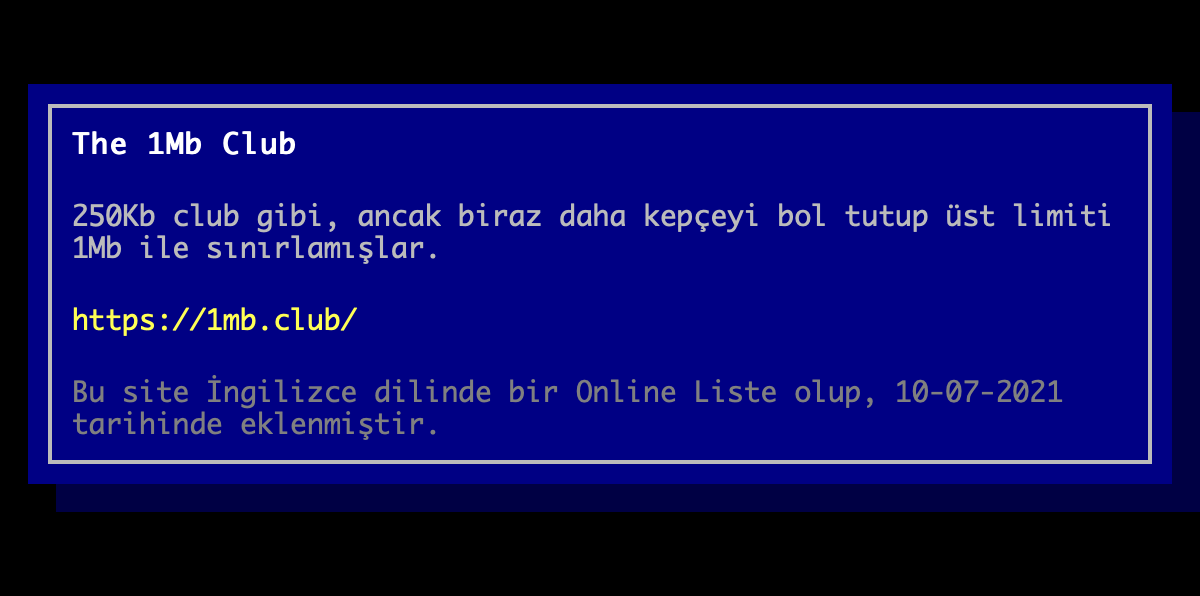 The 1Mb Club
250Kb club gibi, ancak biraz daha kepçeyi bol tutup üst limiti
1Mb ile sınırlamışlar.
https://1mb.club/
Bu site İngilizce dilinde bir Online Liste olup, 10-07-2021
tarihinde eklenmiştir.